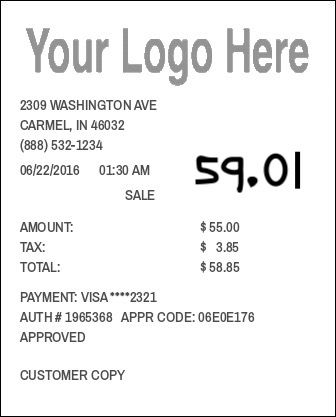 Your Logo Here
2309 WASHINGTON AVE
CARMEL, IN 46032
(888) 532-1234
06/22/2016 01:30 AM
59.01
SALE
AMOUNT: $ 55.00
TAX: $ 3.85
TOTAL: $ 58.85
PAYMENT: VISA ****2321
AUTH # 1965368 APPR CODE: 06E0E176
APPROVED
CUSTOMER COPY